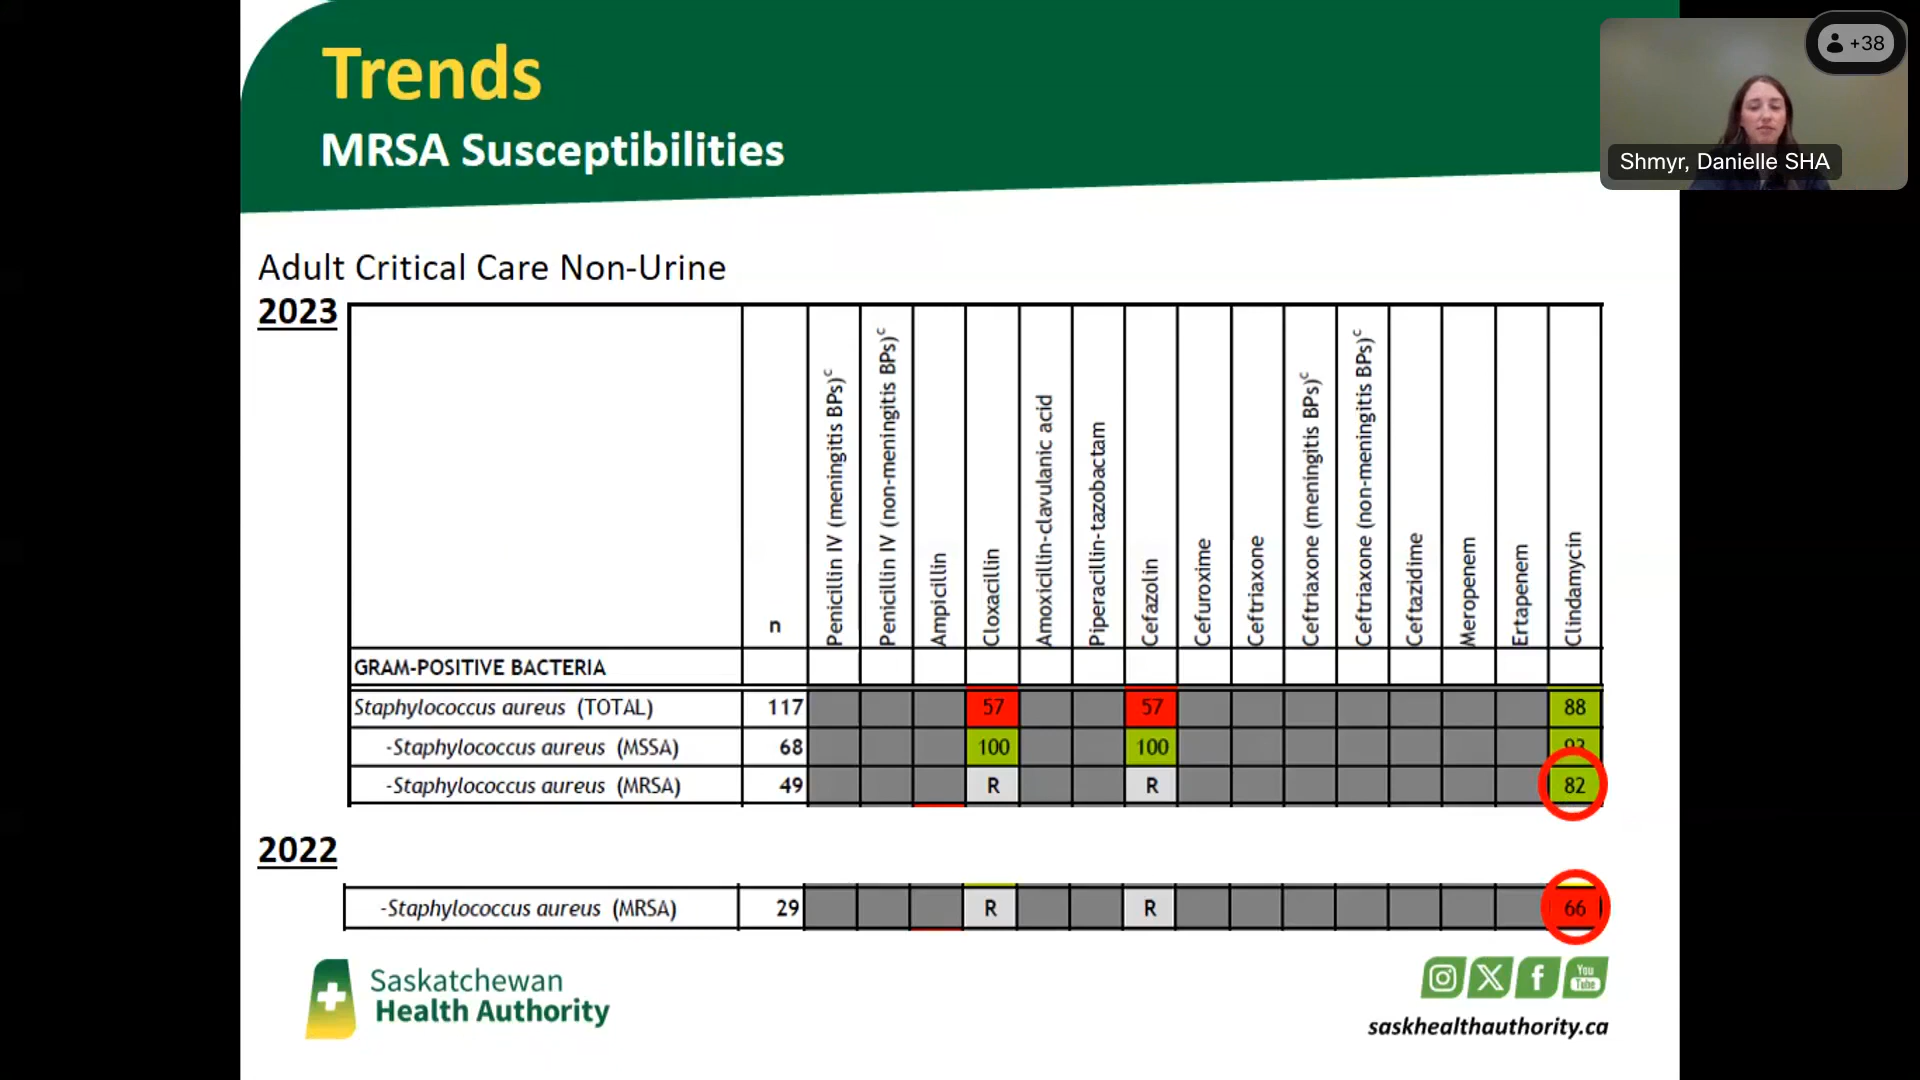 Trends
MRSA Susceptibilities
+38
Shmyr, Danielle SHA
Adult Critical Care Non-Urine
2023
n
Penicillin IV (meningitis BPs)c
Penicillin IV (non-meningitis BPs)c
Ampicillin
Cloxacillin
Amoxicillin-clavulanic acid
Piperacillin-tazobactam
Cefazolin
Cefuroxime
Ceftriaxone
Ceftriaxone (meningitis BPs)c
Ceftriaxone (non-meningitis BPs)c
Ceftazidime
Meropenem
Ertapenem
Clindamycin
GRAM-POSITIVE BACTERIA
Staphylococcus aureus (TOTAL) 117 57 57 88
-Staphylococcus aureus (MSSA) 68 100 100
-Staphylococcus aureus (MRSA) 49 R R 82
2022
-Staphylococcus aureus (MRSA) 29 R R 66
Saskatchewan
Health Authority
You
Tube
saskhealthauthority.ca